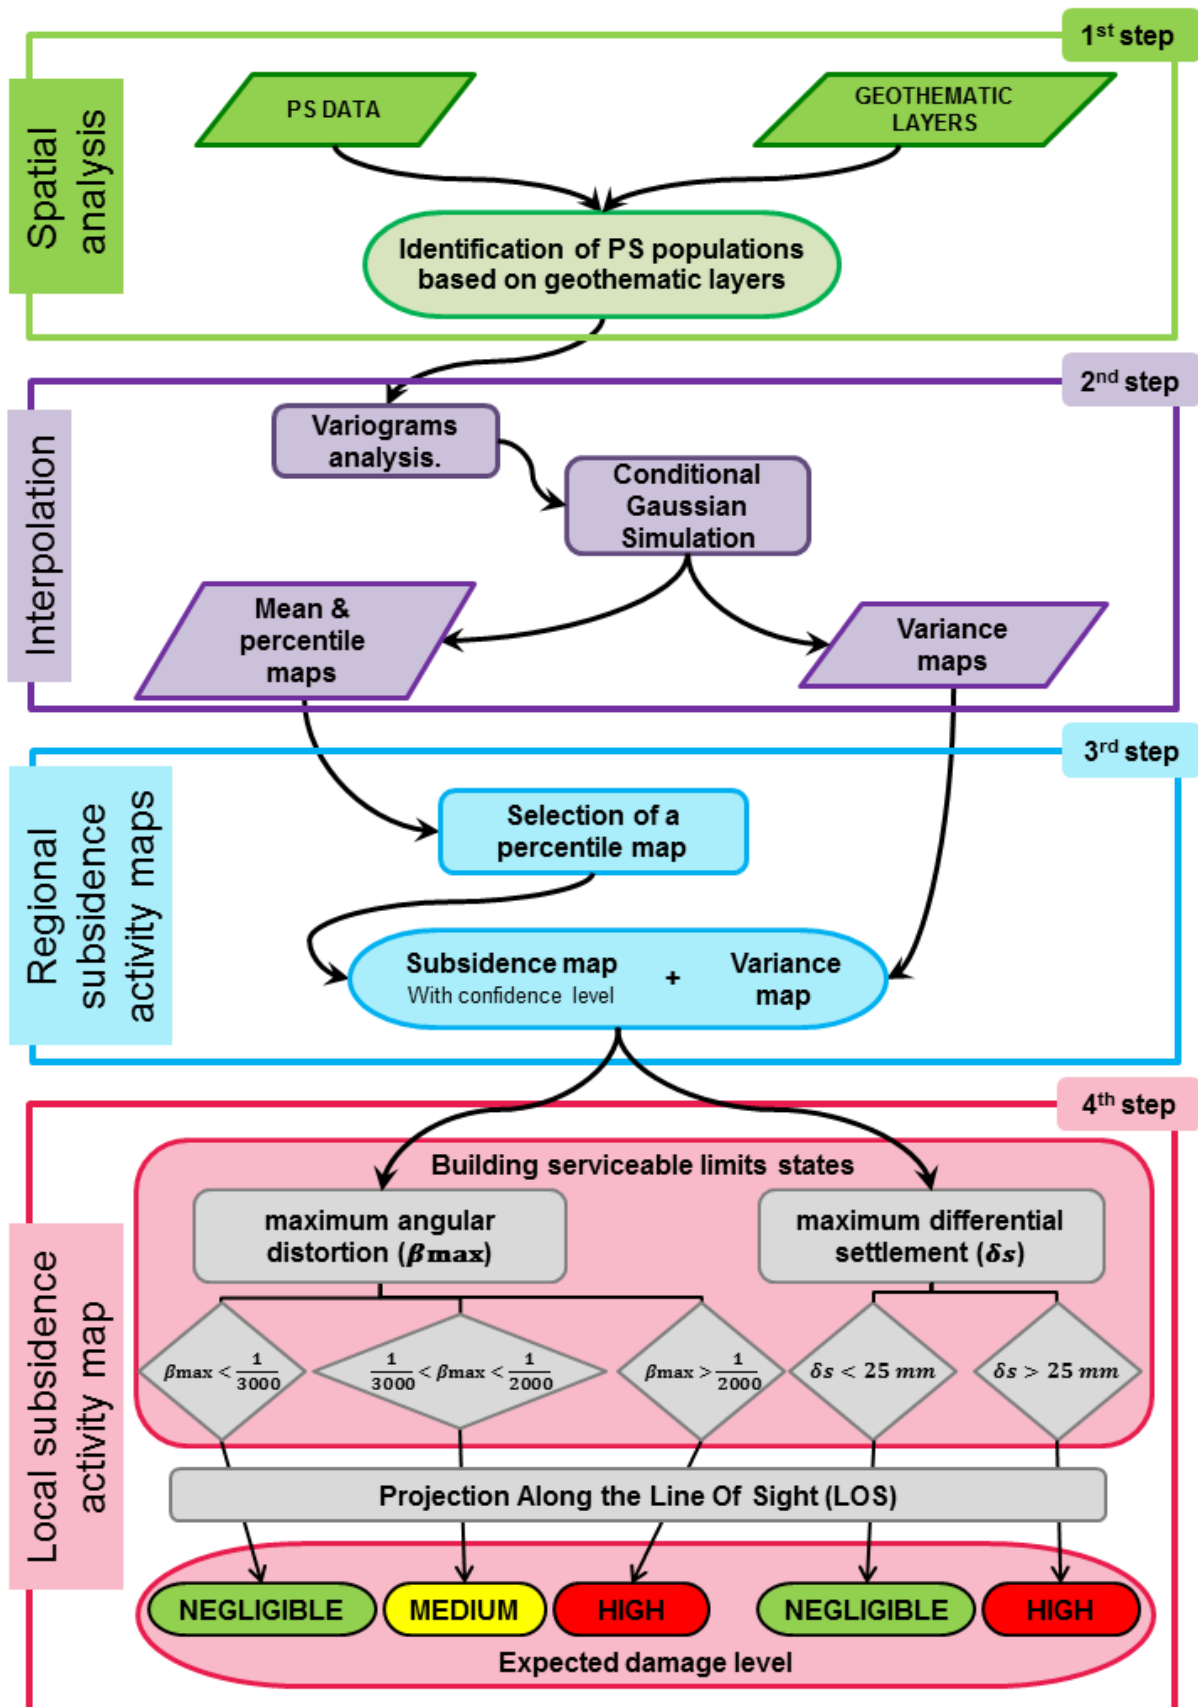 1st step
Spatial
analysis
PS DATA
GEOTHEMATIC
LAYERS
Identification of PS populations
based on geothematic layers
2nd step
Interpolation
Variograms
analysis.
Conditional
Gaussian
Simulation
Mean &
percentile
maps
Variance
maps
3rd step
Regional
subsidence
activity maps
Selection of a
percentile map
Subsidence map
With confidence level
+
Variance
map
4th step
Local subsidence
activity map
Building serviceable limits states
maximum angular
distortion (βmax)
maximum differential
settlement (δs)
βmax < 1/3000
1/3000 < βmax < 1/2000
βmax > 1/2000
δs < 25 mm
δs > 25 mm
Projection Along the Line Of Sight (LOS)
NEGLIGIBLE
MEDIUM
HIGH
NEGLIGIBLE
HIGH
Expected damage level